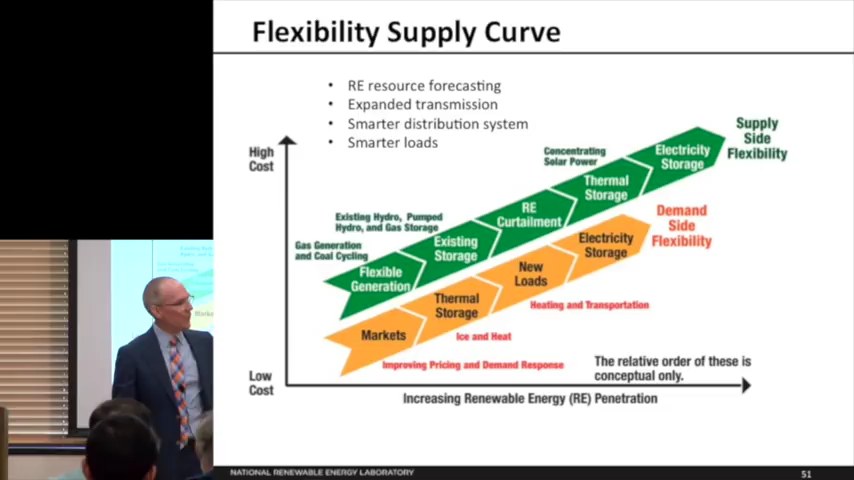 Flexibility Supply Curve
• RE resource forecasting
• Expanded transmission
• Smarter distribution system
• Smarter loads
High
Cost
Concentrating
Solar Power
Supply
Side
Flexibility
Electricity
Storage
Thermal
Storage
RE
Curtailment
Existing
Storage
Flexible
Generation
Existing Hydro, Pumped
Hydro, and Gas Storage
Gas Generation
and Coal Cycling
Demand
Side
Flexibility
Electricity
Storage
New
Loads
Thermal
Storage
Markets
Heating and Transportation
Ice and Heat
Improving Pricing and Demand Response
The relative order of these is
conceptual only.
Low
Cost
Increasing Renewable Energy (RE) Penetration
NATIONAL RENEWABLE ENERGY LABORATORY
51